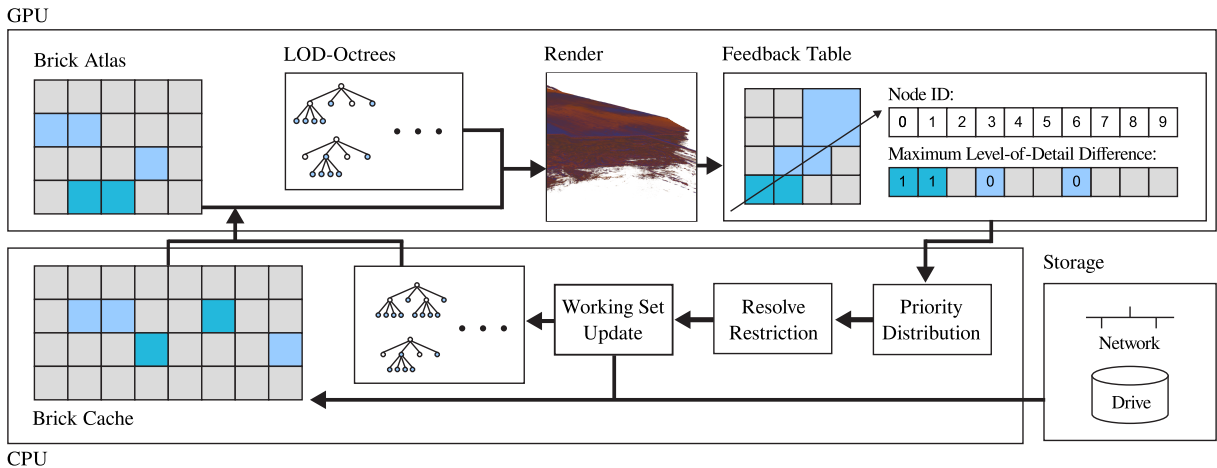 GPU
Brick Atlas
LOD-Octrees
Render
Feedback Table
Node ID:
0 1 2 3 4 5 6 7 8 9
Maximum Level-of-Detail Difference:
1 1 0 0
Storage
Network
Drive
Priority
Distribution
Resolve
Restriction
Working Set
Update
Brick Cache
CPU